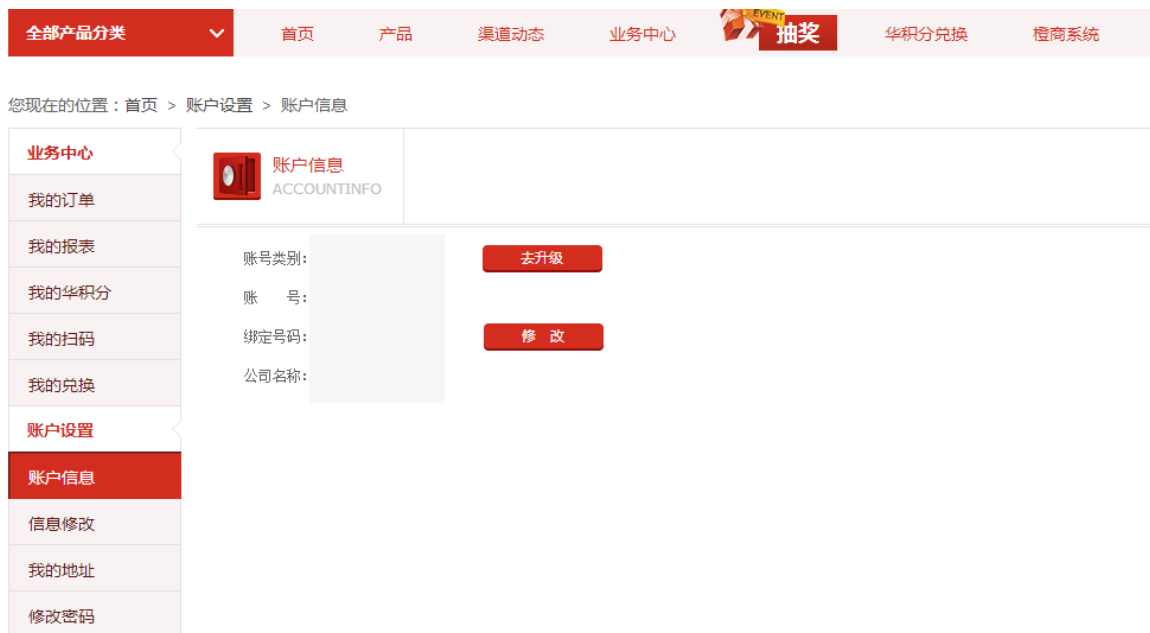 全部产品分类 首页 产品 渠道动态 业务中心 EVENT 抽奖 华积分兑换 橙商系统
您现在的位置：首页 > 账户设置 > 账户信息
业务中心
我的订单
我的报表
我的华积分
我的扫码
我的兑换
账户设置
账户信息
信息修改
我的地址
修改密码
账户信息
ACCOUNTINFO
账号类别: 去升级
账 号:
绑定号码: 修 改
公司名称: